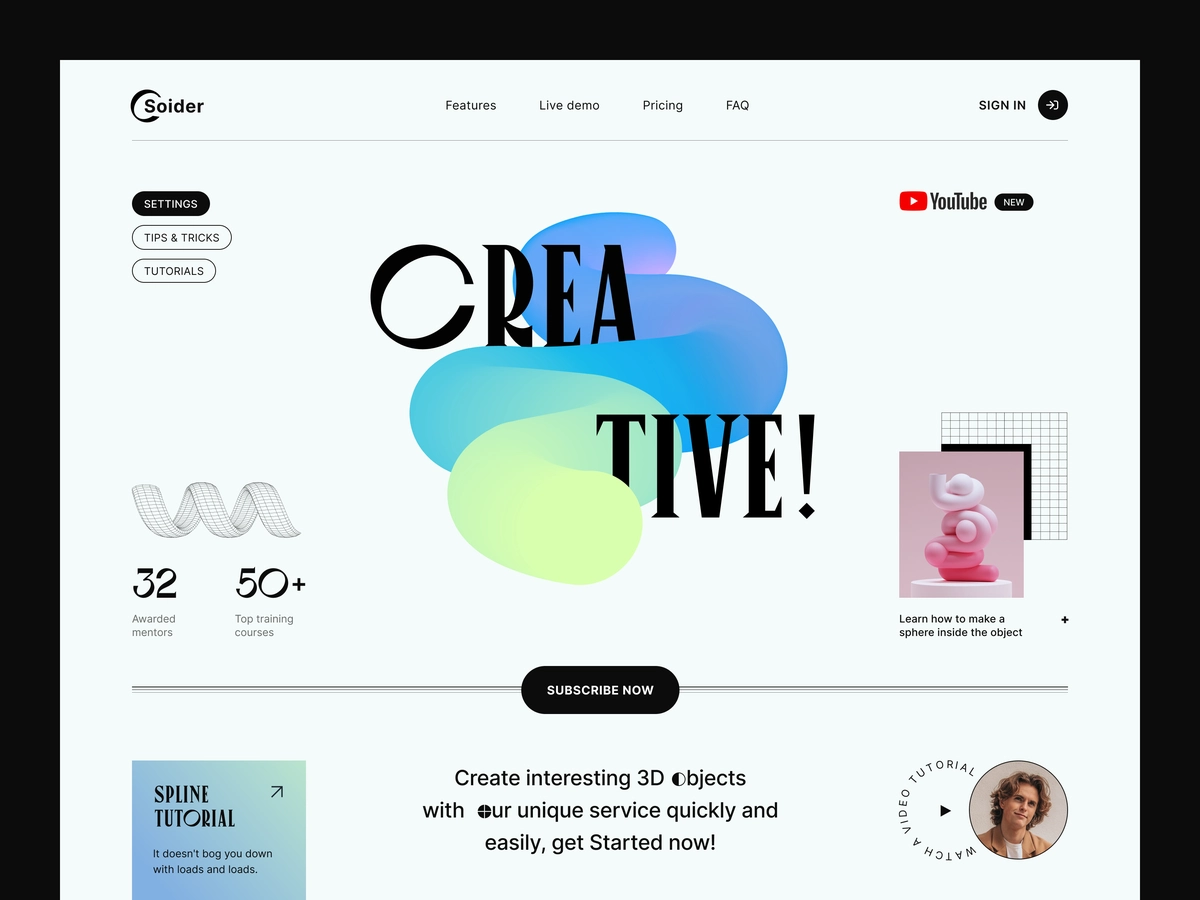 Soider
Features
Live demo
Pricing
FAQ
SIGN IN
SETTINGS
TIPS & TRICKS
TUTORIALS
YouTube NEW
CREA
TIVE!
32
Awarded
mentors
50+
Top training
courses
Learn how to make a
sphere inside the object
+
SUBSCRIBE NOW
SPLINE
TUTORIAL
It doesn't bog you down
with loads and loads.
Create interesting 3D objects
with our unique service quickly and
easily, get Started now!
WATCH A VIDEO TUTORIAL